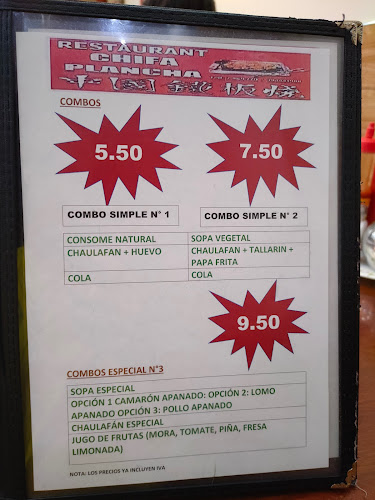 RESTAURANT
CHIFA
PLANCHA
COMBOS
5.50
7.50
COMBO SIMPLE N° 1
COMBO SIMPLE N° 2
CONSOME NATURAL
SOPA VEGETAL
CHAULAFAN + HUEVO
CHAULAFAN + TALLARIN +
PAPA FRITA
COLA
COLA
9.50
COMBOS ESPECIAL N°3
SOPA ESPECIAL
OPCIÓN 1 CAMARÓN APANADO: OPCIÓN 2: LOMO
APANADO OPCIÓN 3: POLLO APANADO
CHAULAFÁN ESPECIAL
JUGO DE FRUTAS (MORA, TOMATE, PIÑA, FRESA
LIMONADA)
NOTA: LOS PRECIOS YA INCLUYEN IVA